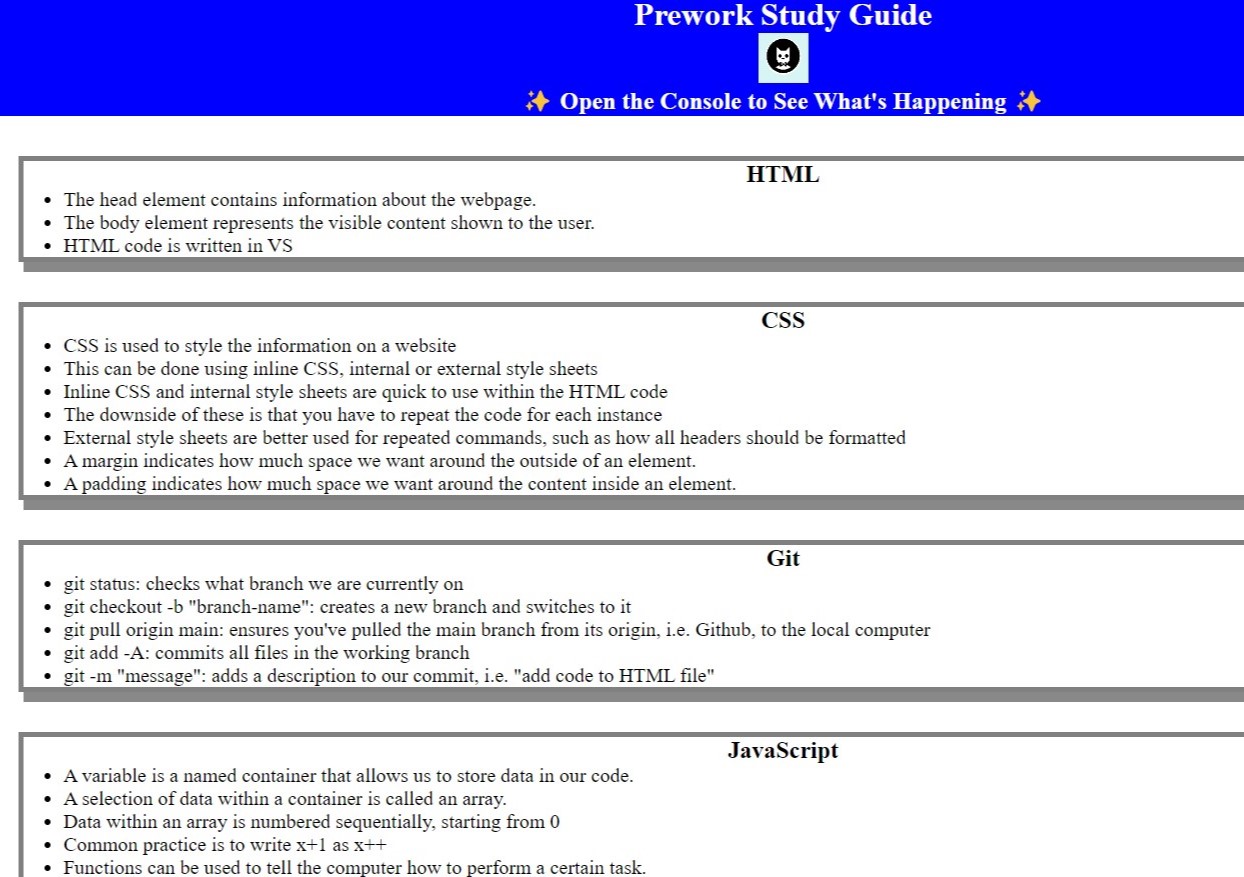 Prework Study Guide
✨ Open the Console to See What's Happening ✨
HTML
• The head element contains information about the webpage.
• The body element represents the visible content shown to the user.
• HTML code is written in VS
CSS
• CSS is used to style the information on a website
• This can be done using inline CSS, internal or external style sheets
• Inline CSS and internal style sheets are quick to use within the HTML code
• The downside of these is that you have to repeat the code for each instance
• External style sheets are better used for repeated commands, such as how all headers should be formatted
• A margin indicates how much space we want around the outside of an element.
• A padding indicates how much space we want around the content inside an element.
Git
• git status: checks what branch we are currently on
• git checkout -b "branch-name": creates a new branch and switches to it
• git pull origin main: ensures you've pulled the main branch from its origin, i.e. Github, to the local computer
• git add -A: commits all files in the working branch
• git -m "message": adds a description to our commit, i.e. "add code to HTML file"
JavaScript
• A variable is a named container that allows us to store data in our code.
• A selection of data within a container is called an array.
• Data within an array is numbered sequentially, starting from 0
• Common practice is to write x+1 as x++
• Functions can be used to tell the computer how to perform a certain task.